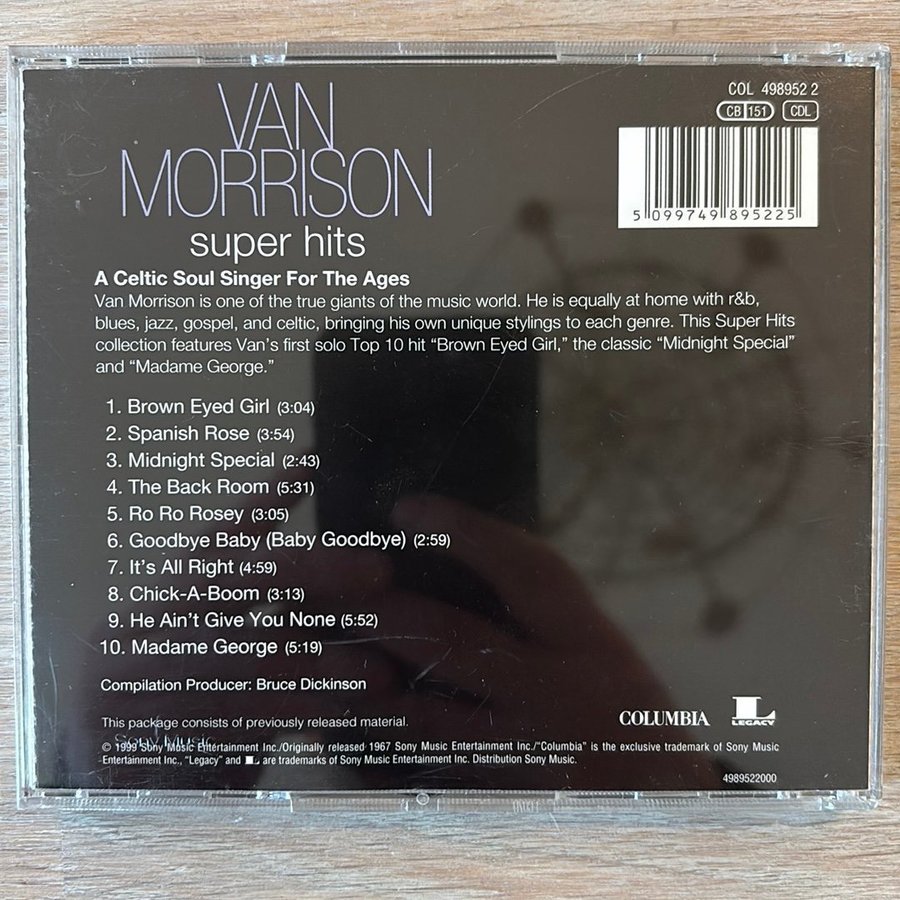 VAN
MORRISON
super hits
COL 498952 2
CB 151 CDL
5 099749 895225
A Celtic Soul Singer For The Ages
Van Morrison is one of the true giants of the music world. He is equally at home with r&b,
blues, jazz, gospel, and celtic, bringing his own unique stylings to each genre. This Super Hits
collection features Van's first solo Top 10 hit “Brown Eyed Girl,” the classic “Midnight Special”
and “Madame George.”
1. Brown Eyed Girl (3:04)
2. Spanish Rose (3:54)
3. Midnight Special (2:43)
4. The Back Room (5:31)
5. Ro Ro Rosey (3:05)
6. Goodbye Baby (Baby Goodbye) (2:59)
7. It's All Right (4:59)
8. Chick-A-Boom (3:13)
9. He Ain't Give You None (5:52)
10. Madame George (5:19)
Compilation Producer: Bruce Dickinson
This package consists of previously released material.
COLUMBIA
L
LEGACY
Sony Music
© 1999 Sony Music Entertainment Inc./Originally released 1967 Sony Music Entertainment Inc./“Columbia” is the exclusive trademark of Sony Music
Entertainment Inc., “Legacy” and L are trademarks of Sony Music Entertainment Inc. Distribution Sony Music.
4989522000